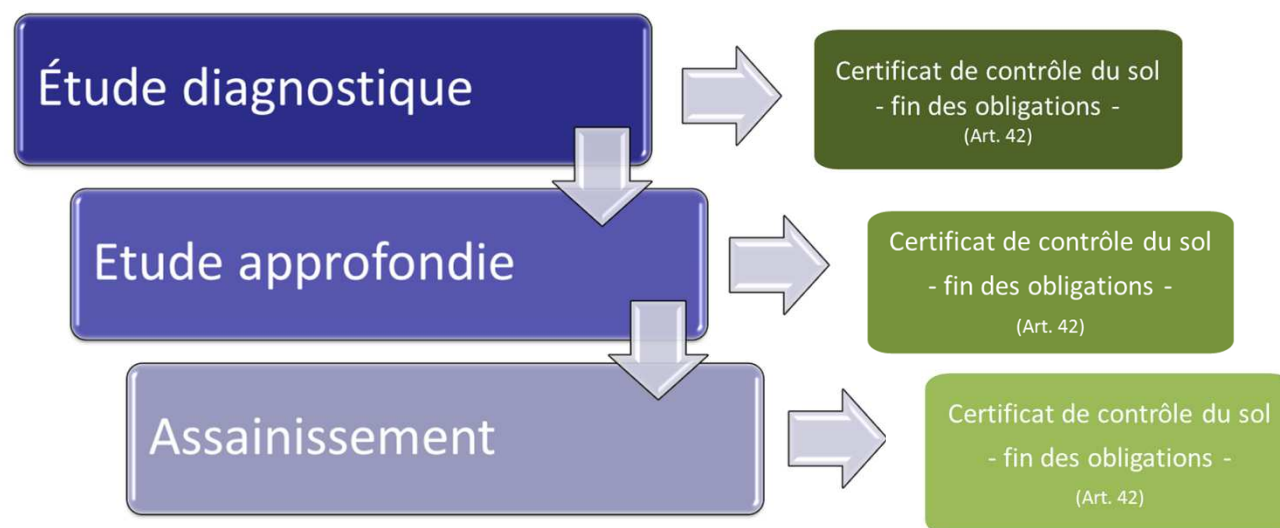 Étude diagnostique
Certificat de contrôle du sol
- fin des obligations -
(Art. 42)
Etude approfondie
Certificat de contrôle du sol
- fin des obligations -
(Art. 42)
Assainissement
Certificat de contrôle du sol
- fin des obligations -
(Art. 42)